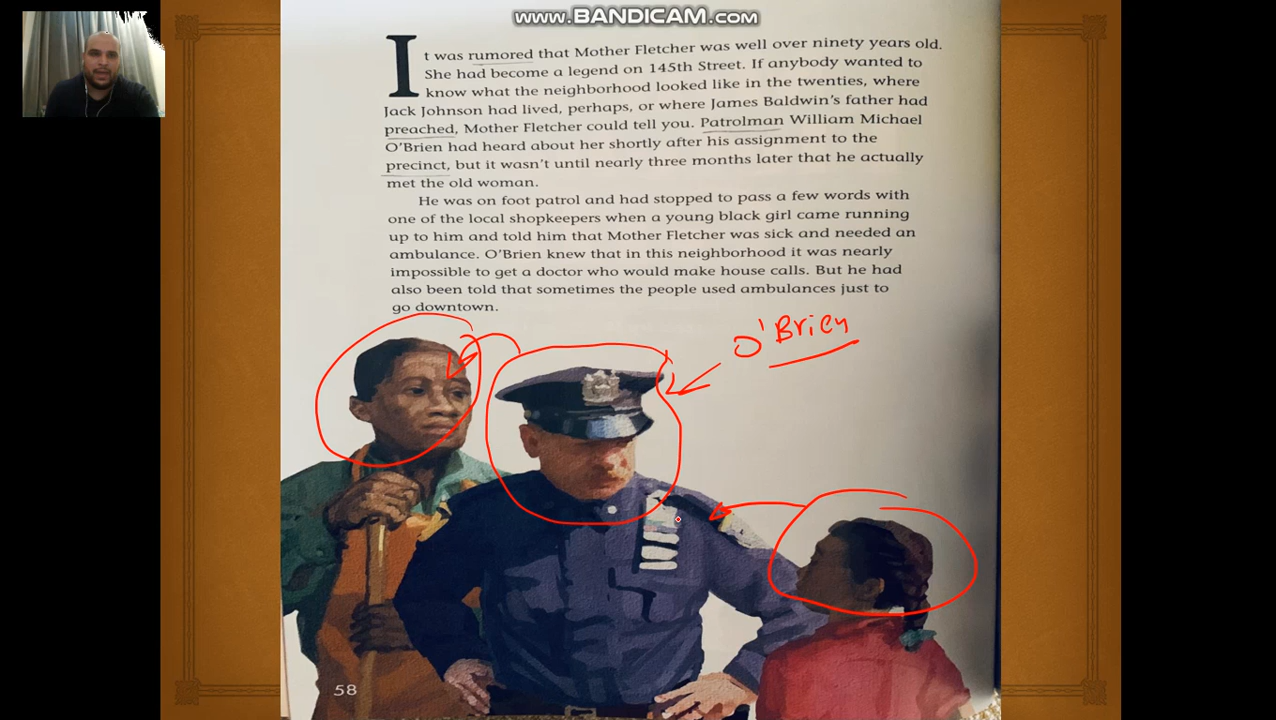 www.BANDICAM.com
It was rumored that Mother Fletcher was well over ninety years old.
She had become a legend on 145th Street. If anybody wanted to
know what the neighborhood looked like in the twenties, where
Jack Johnson had lived, perhaps, or where James Baldwin's father had
preached, Mother Fletcher could tell you. Patrolman William Michael
O'Brien had heard about her shortly after his assignment to the
precinct, but it wasn't until nearly three months later that he actually
met the old woman.
He was on foot patrol and had stopped to pass a few words with
one of the local shopkeepers when a young black girl came running
up to him and told him that Mother Fletcher was sick and needed an
ambulance. O'Brien knew that in this neighborhood it was nearly
impossible to get a doctor who would make house calls. But he had
also been told that sometimes the people used ambulances just to
go downtown.
O'Brien
58